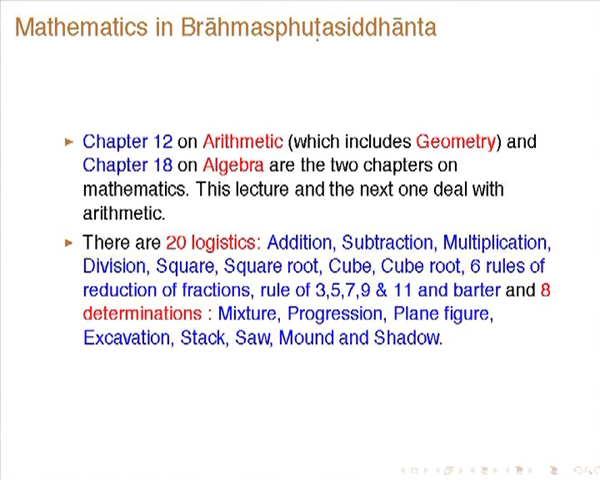 Mathematics in Brāhmasphuṭasiddhānta
► Chapter 12 on Arithmetic (which includes Geometry) and
Chapter 18 on Algebra are the two chapters on
mathematics. This lecture and the next one deal with
arithmetic.
► There are 20 logistics: Addition, Subtraction, Multiplication,
Division, Square, Square root, Cube, Cube root, 6 rules of
reduction of fractions, rule of 3,5,7,9 & 11 and barter and 8
determinations : Mixture, Progression, Plane figure,
Excavation, Stack, Saw, Mound and Shadow.